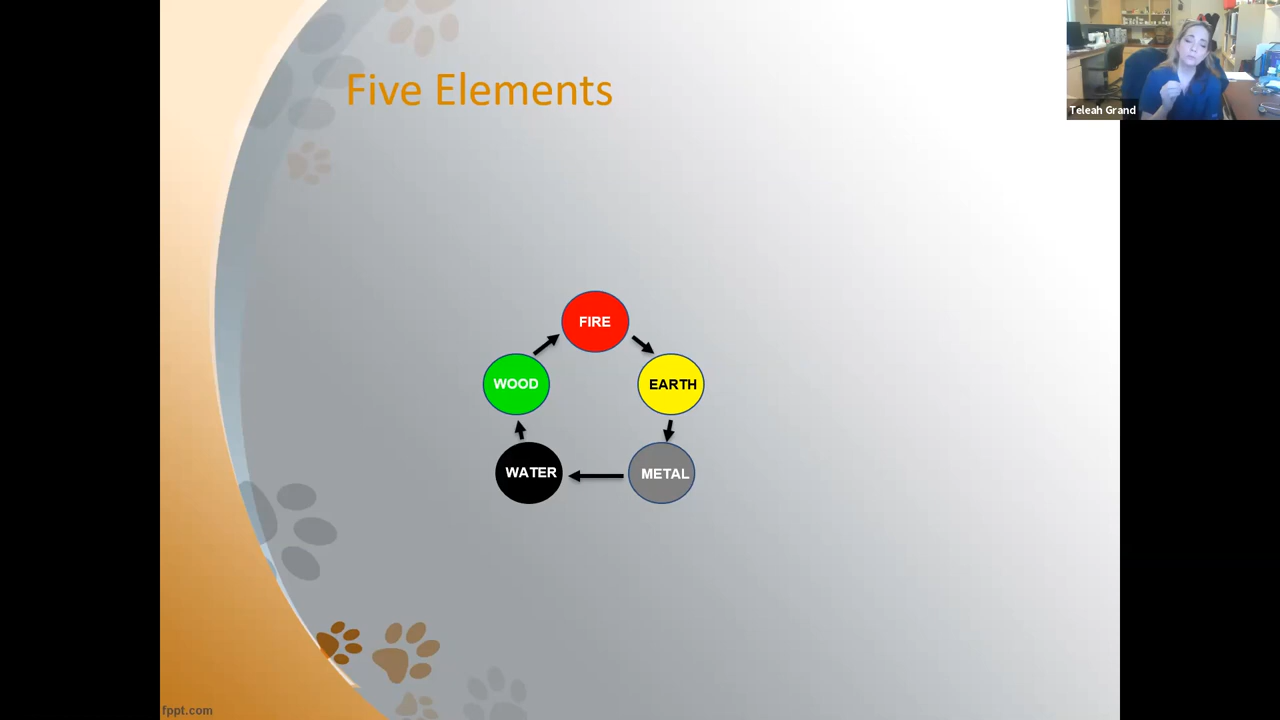 Five Elements
Teleah Grand
FIRE
WOOD
EARTH
WATER
METAL
fppt.com